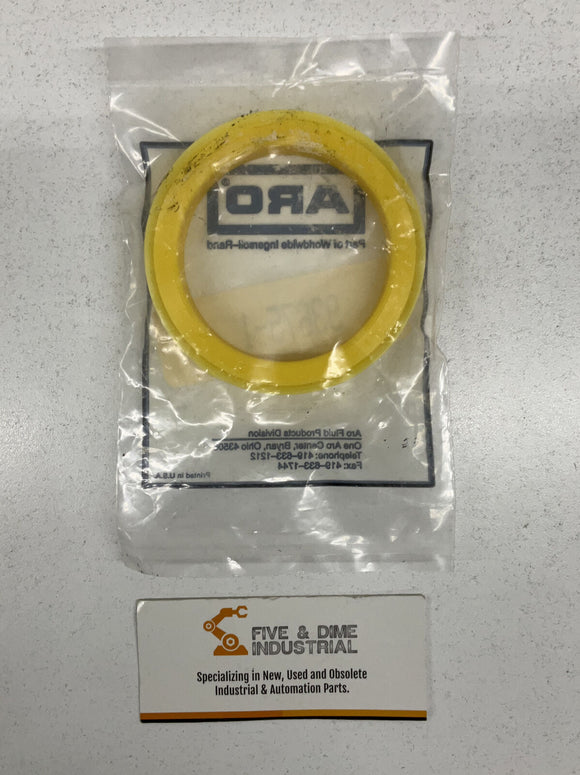 ARO®
Part of Worldwide Ingersoll-Rand
93675-1
Aro Fluid Products Division
One Aro Center, Bryan, Ohio 43506
Telephone: 419-633-1212
Fax: 419-633-1744
Printed in U.S.A.
FIVE & DIME
INDUSTRIAL
Specializing in New, Used and Obsolete
Industrial & Automation Parts.